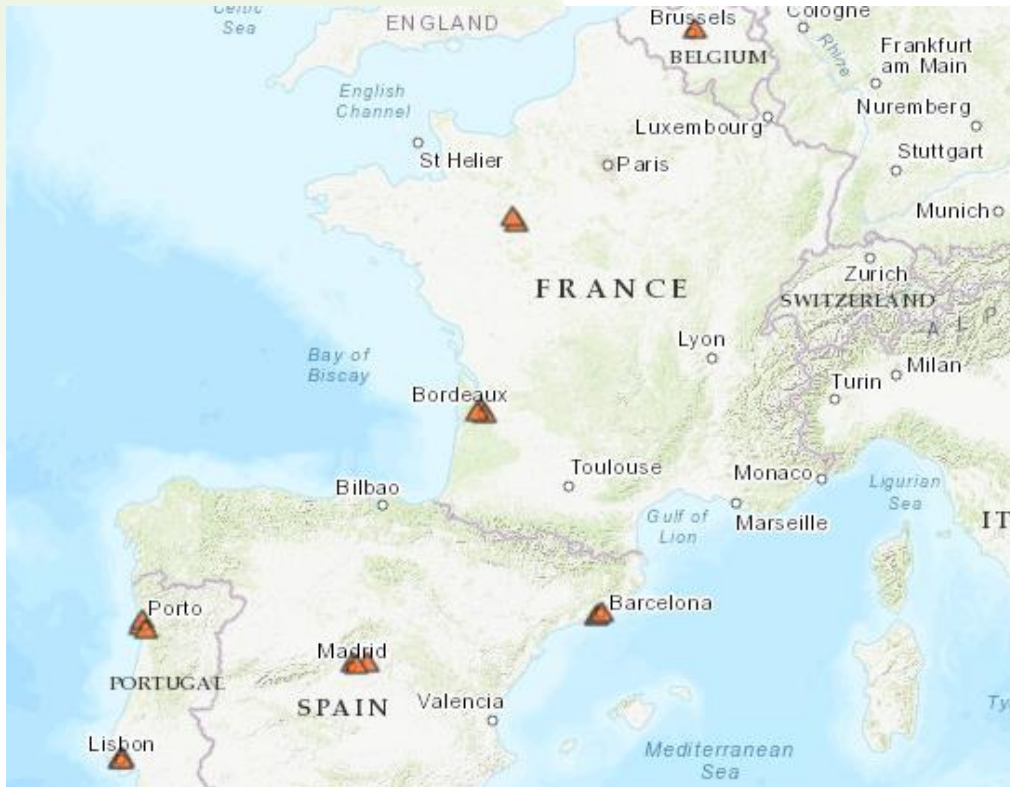 Celtic
Sea
ENGLAND
Brussels
Cologne
BELGIUM
Rhine
Frankfurt
am Main
English
Channel
Nuremberg
Luxembourg
St Helier
Paris
Stuttgart
Munich
FRANCE
Zurich
SWITZERLAND
A L P
Bay of
Biscay
Lyon
Milan
Turin
Bordeaux
Toulouse
Monaco
Ligurian
Sea
Bilbao
Gulf of
Lion
Marseille
IT
Porto
Barcelona
Madrid
PORTUGAL
SPAIN
Valencia
Ty
Lisbon
Mediterranean
Sea